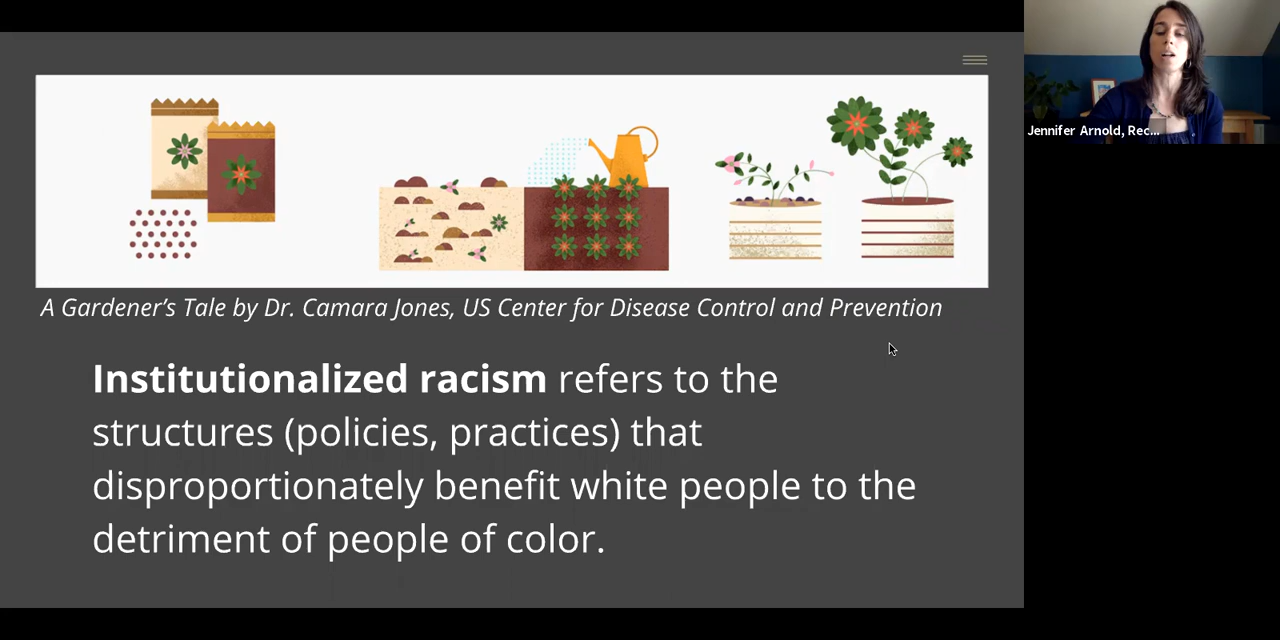 Jennifer Arnold, Rec...
A Gardener’s Tale by Dr. Camara Jones, US Center for Disease Control and Prevention
Institutionalized racism refers to the
structures (policies, practices) that
disproportionately benefit white people to the
detriment of people of color.